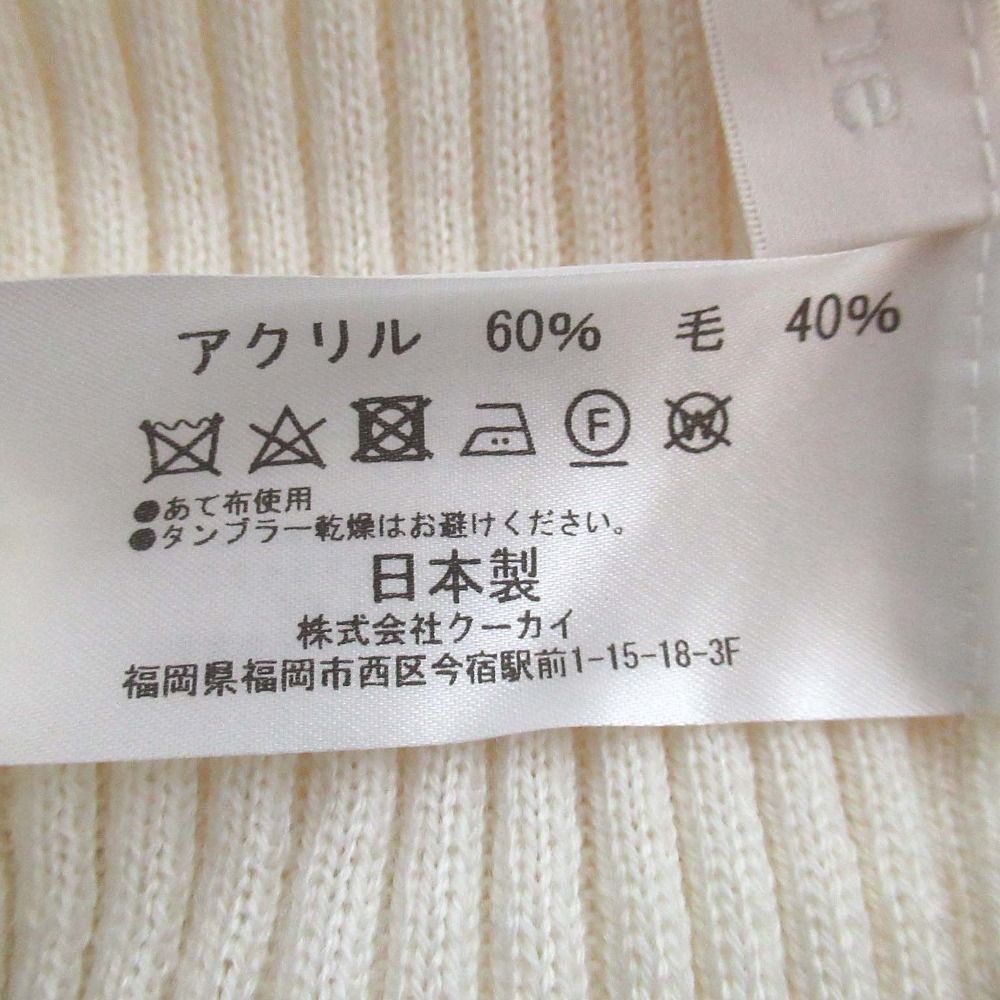 ne
アクリル 60% 毛 40%
F W
●あて布使用
●タンブラー乾燥はお避けください。
日本製
株式会社クーカイ
福岡県福岡市西区今宿駅前1-15-18-3F